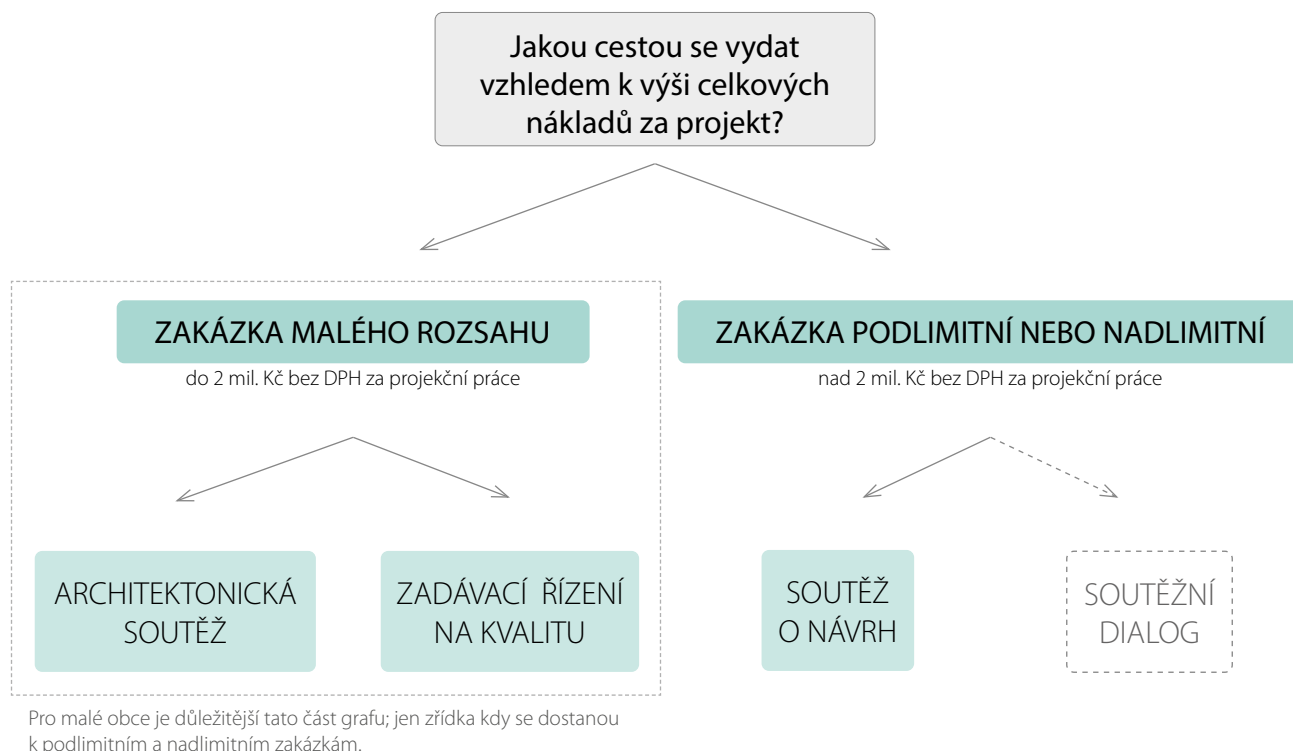 Jakou cestou se vydat
vzhledem k výši celkových
nákladů za projekt?
ZAKÁZKA MALÉHO ROZSAHU
do 2 mil. Kč bez DPH za projekční práce
ZAKÁZKA PODLIMITNÍ NEBO NADLIMITNÍ
nad 2 mil. Kč bez DPH za projekční práce
ARCHITEKTONICKÁ
SOUTĚŽ
ZADÁVACÍ ŘÍZENÍ
NA KVALITU
SOUTĚŽ
O NÁVRH
SOUTĚŽNÍ
DIALOG
Pro malé obce je důležitější tato část grafu; jen zřídka kdy se dostanou
k podlimitním a nadlimitním zakázkám.